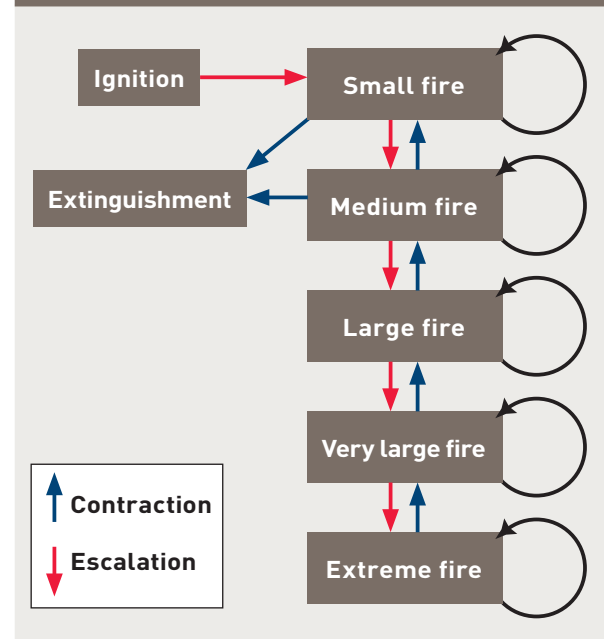 Ignition
Small fire
Extinguishment
Medium fire
Large fire
Very large fire
Extreme fire
Contraction
Escalation